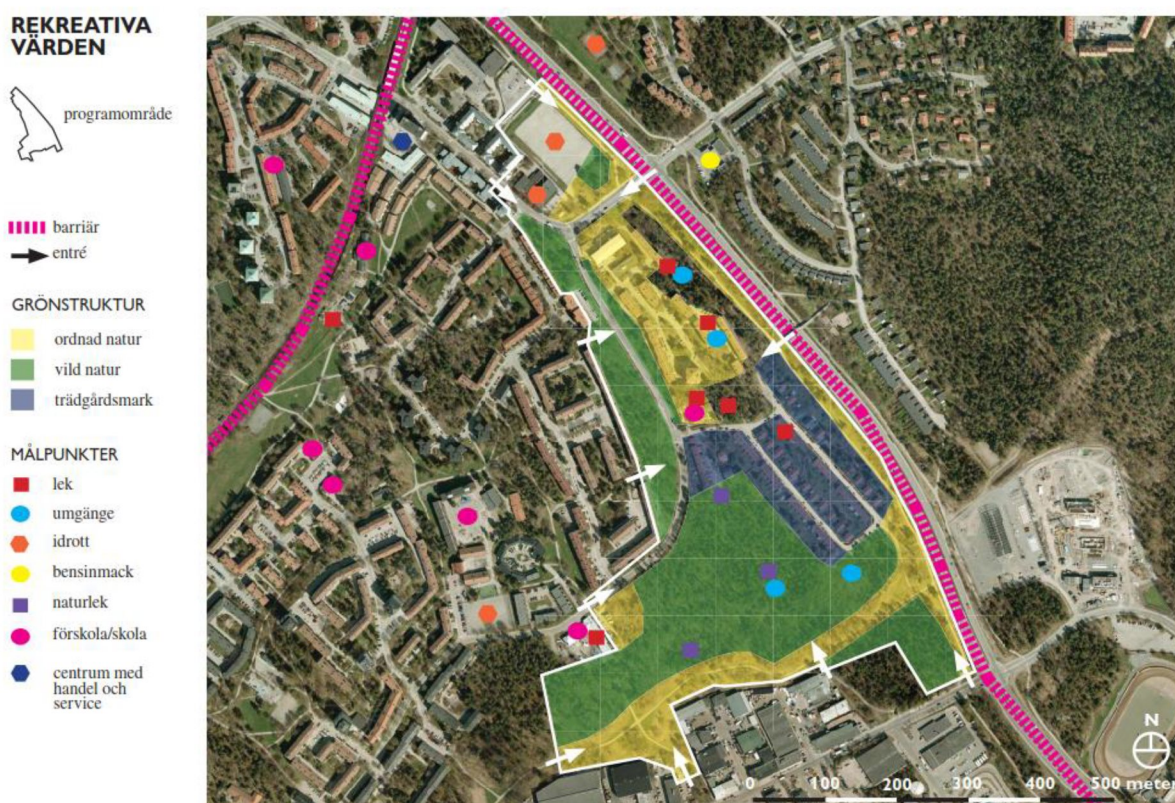 REKREATIVA
VÄRDEN
programområde
barriär
entré
GRÖNSTRUKTUR
ordnad natur
vild natur
trädgårdsmark
MÅLPUNKTER
lek
umgänge
idrott
bensinmack
naturlek
förskola/skola
centrum med
handel och
service
N
0 100 200 300 400 500 meter